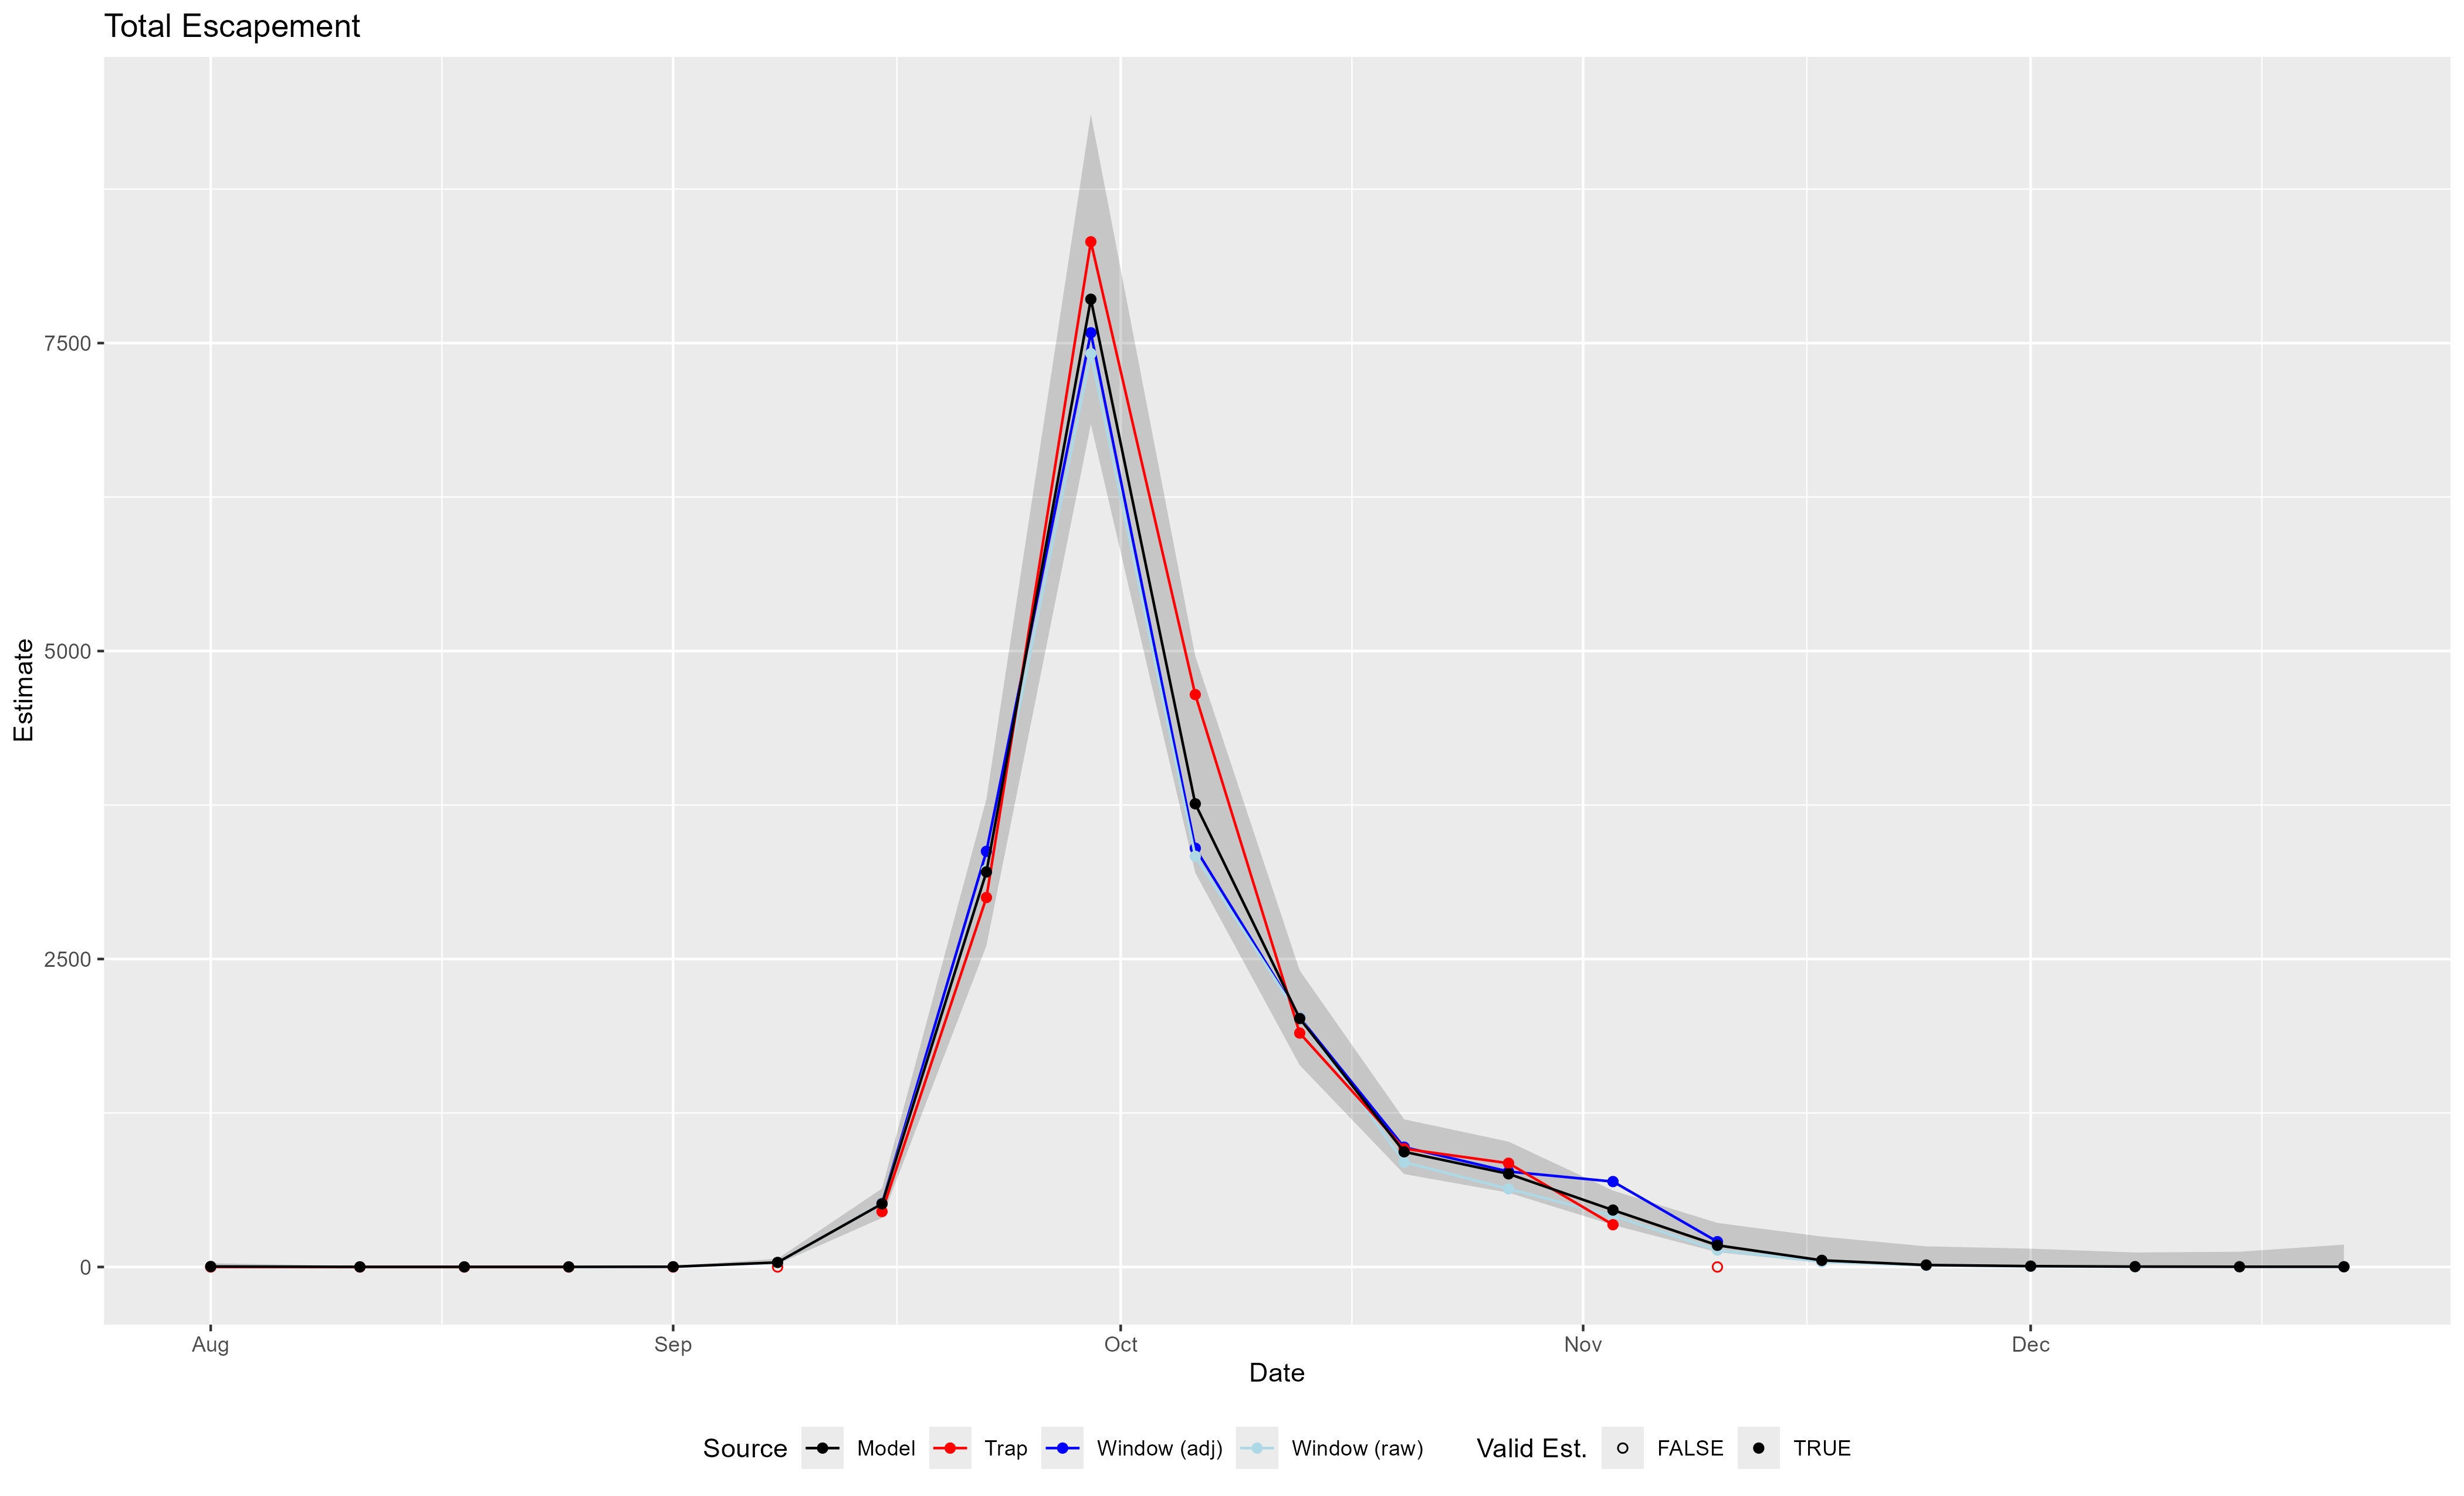 Total Escapement
Estimate
7500
5000
2500
0
Aug Sep Oct Nov Dec
Date
Source Model Trap Window (adj) Window (raw) Valid Est. FALSE TRUE